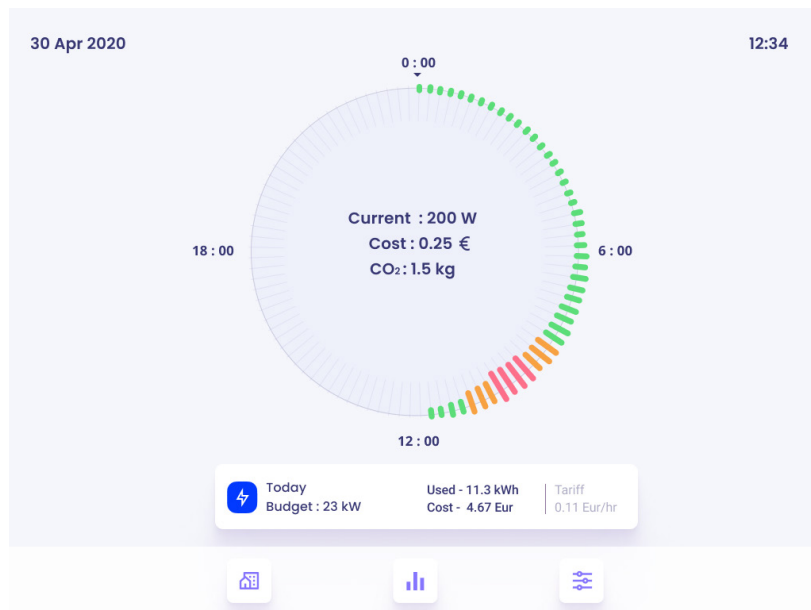 30 Apr 2020
12:34
0 : 00
Current : 200 W
Cost : 0.25 €
CO₂ : 1.5 kg
18 : 00
6 : 00
12 : 00
Today
Budget : 23 kW
Used - 11.3 kWh
Cost - 4.67 Eur
Tariff
0.11 Eur/hr